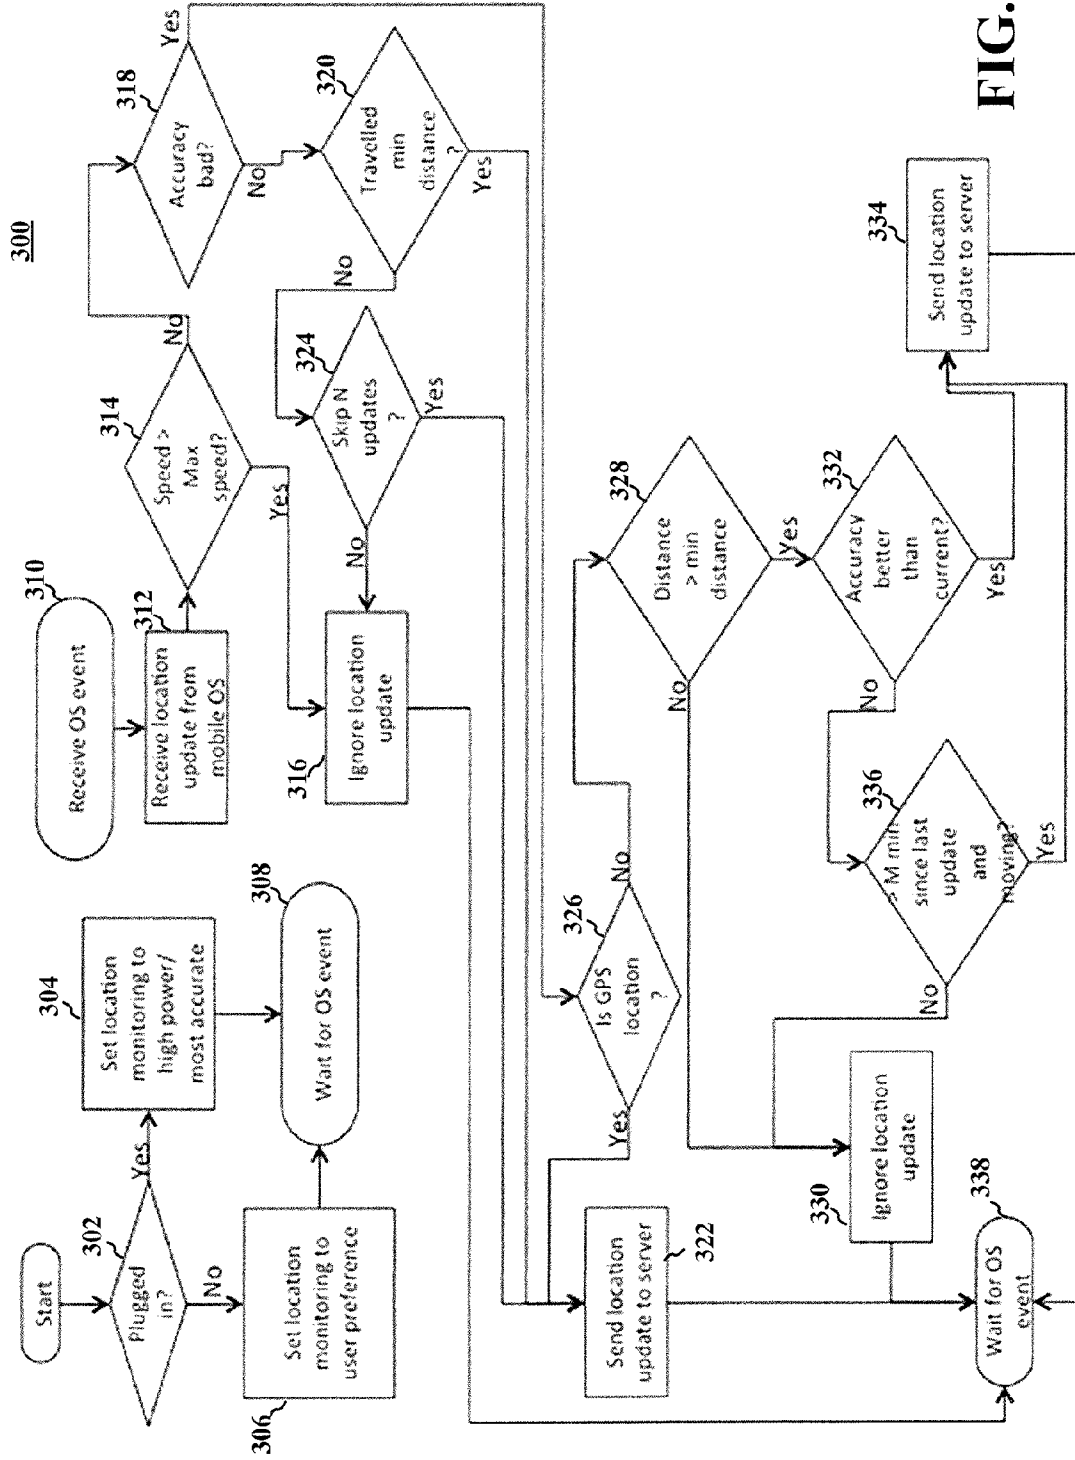 300
Start
302
Plugged
in?
Yes
No
304
Set location
monitoring to
high power/
most accurate
306
Set location
monitoring to
user preference
308
Wait for OS event
310
Receive OS event
312
Receive location
update from
mobile OS
314
Speed >
Max
speed?
No
Yes
316
Ignore location
update
318
Accuracy
bad?
Yes
No
320
Travelled
min
distance
?
No
Yes
324
Skip N
updates
?
No
Yes
326
Is GPS
location
?
Yes
No
322
Send location
update to server
328
Distance
> min
distance
No
Yes
332
Accuracy
better
than
current?
No
Yes
336
> M min
since last
update
and
moving?
No
Yes
330
Ignore location
update
334
Send location
update to server
338
Wait for OS
event
FIG.